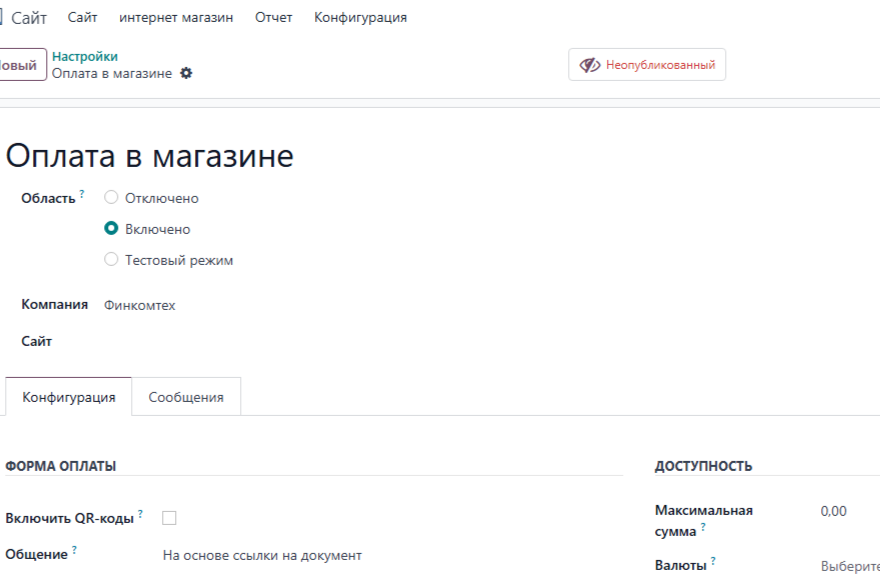 Сайт Сайт интернет магазин Отчет Конфигурация
Настройки
Оплата в магазине
Неопубликованный
Оплата в магазине
Область ?
Отключено
Включено
Тестовый режим
Компания Финкомтех
Сайт
Конфигурация Сообщения
ФОРМА ОПЛАТЫ
Включить QR-коды ?
Общение ? На основе ссылки на документ
ДОСТУПНОСТЬ
Максимальная
сумма ? 0,00
Валюты ?